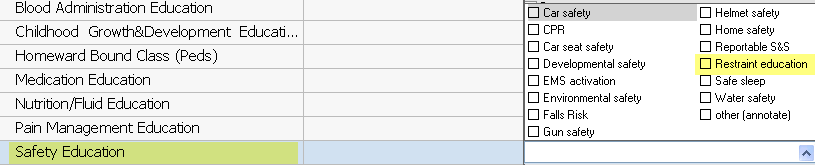 Blood Administration Education
Childhood Growth&Development Educati...
Homeward Bound Class (Peds)
Medication Education
Nutrition/Fluid Education
Pain Management Education
Safety Education
Car safety
CPR
Car seat safety
Developmental safety
EMS activation
Environmental safety
Falls Risk
Gun safety
Helmet safety
Home safety
Reportable S&S
Restraint education
Safe sleep
Water safety
other (annotate)